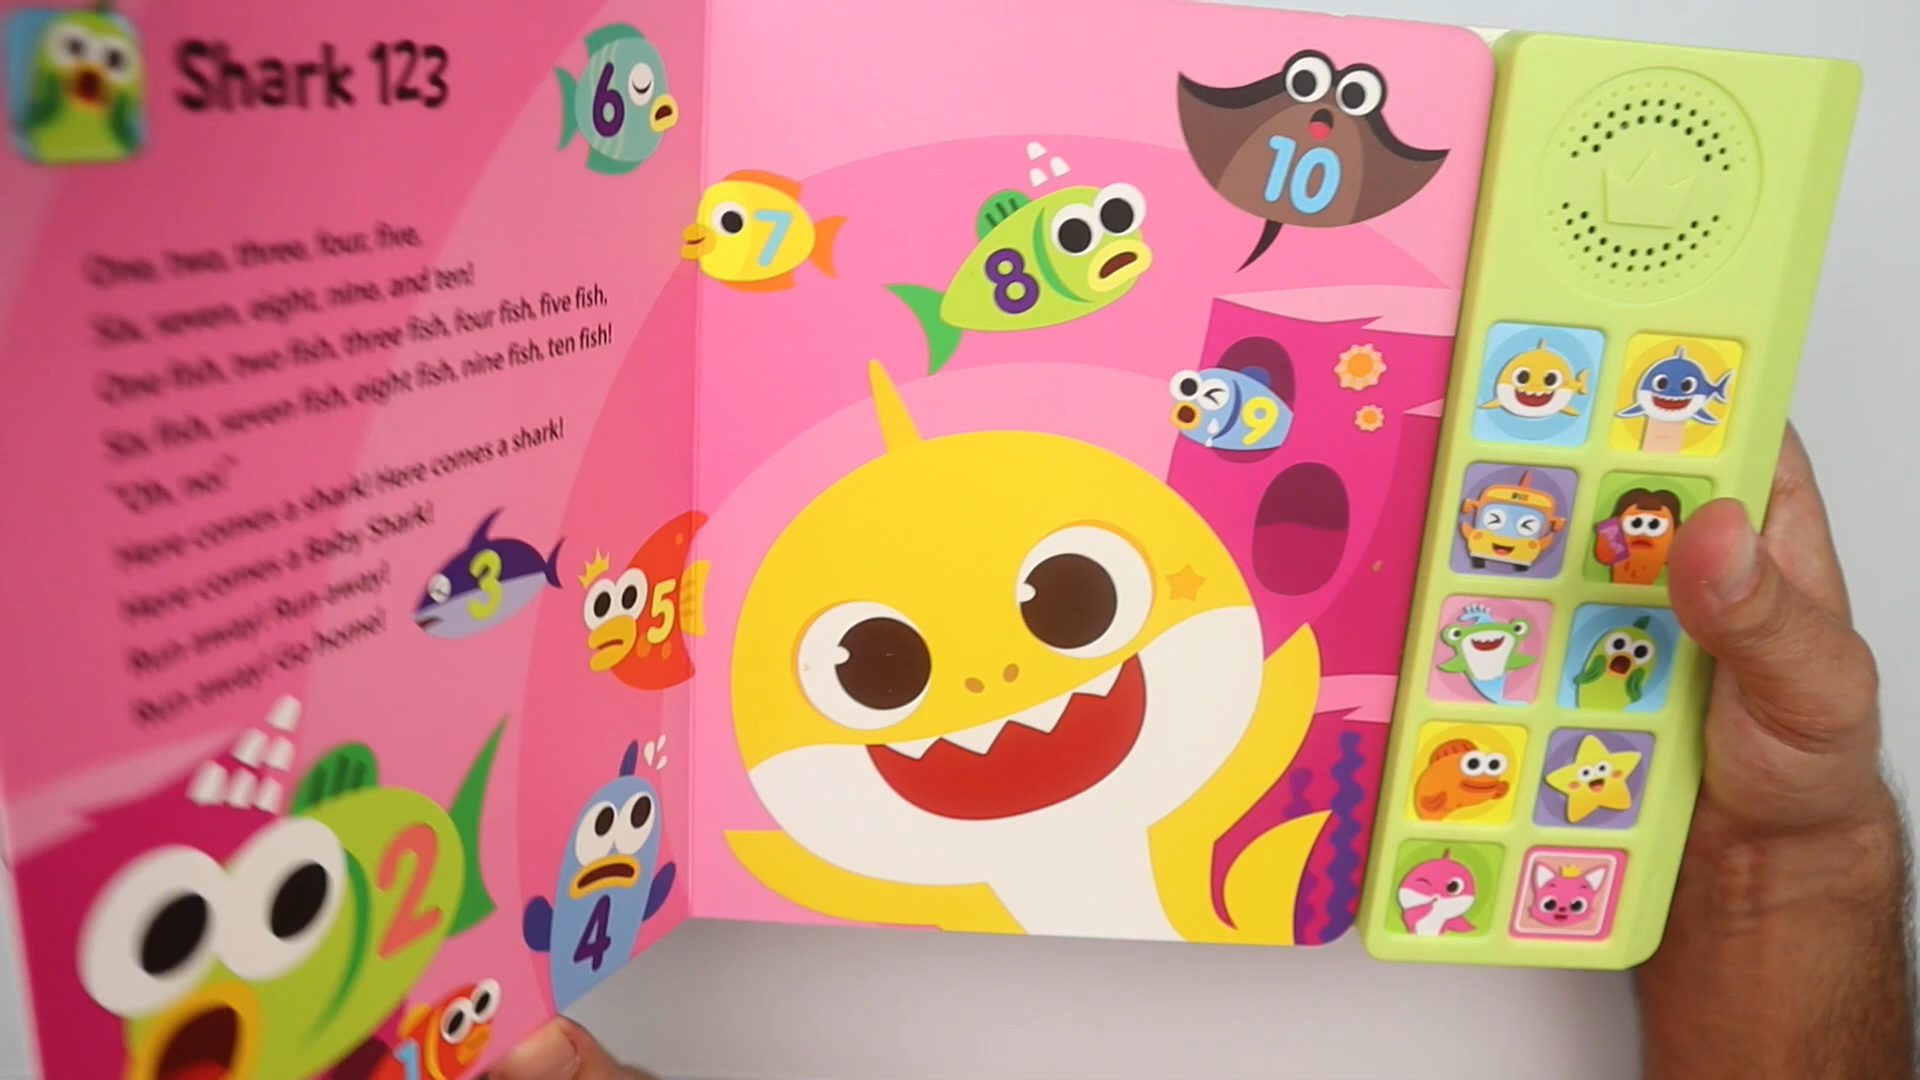 Shark 123
One, two, three, four, five,
Six, seven, eight, nine, and ten!
One fish, two fish, three fish, four fish, five fish,
Six fish, seven fish, eight fish, nine fish, ten fish!
"Oh, no!"
Here comes a shark! Here comes a shark!
Here comes a Baby Shark!
Run away! Run away!
Run away! Go home!
6
7
8
10
9
3
5
2
4
1
BUS